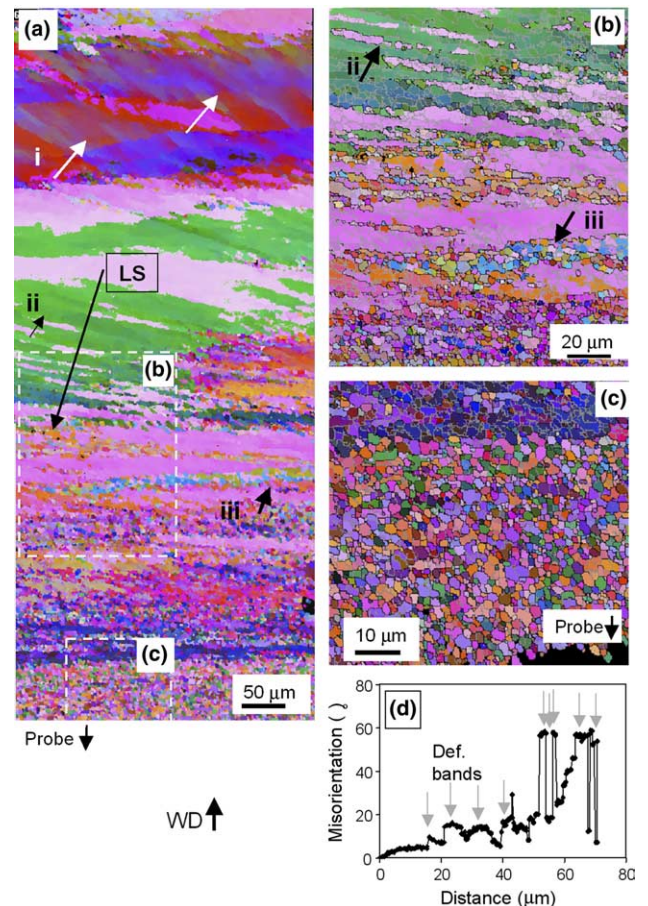 (a)
i
LS
ii
(b)
iii
(c)
50 μm
Probe
WD
(b)
ii
iii
20 μm
(c)
10 μm
Probe
(d)
Def.
bands
Misorientation (°)
80
60
40
20
0
0 20 40 60 80
Distance (μm)